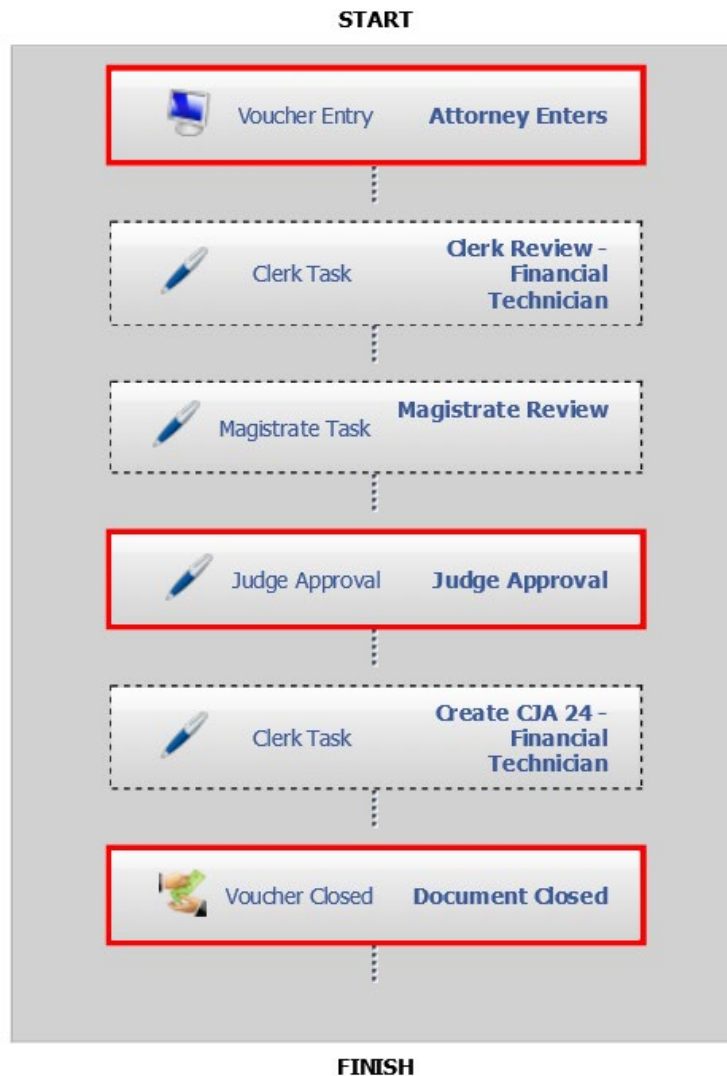 START
Voucher Entry Attorney Enters
Clerk Review -
Clerk Task Financial
Technician
Magistrate Review
Magistrate Task
Judge Approval Judge Approval
Create CJA 24 -
Clerk Task Financial
Technician
Voucher Closed Document Closed
FINISH